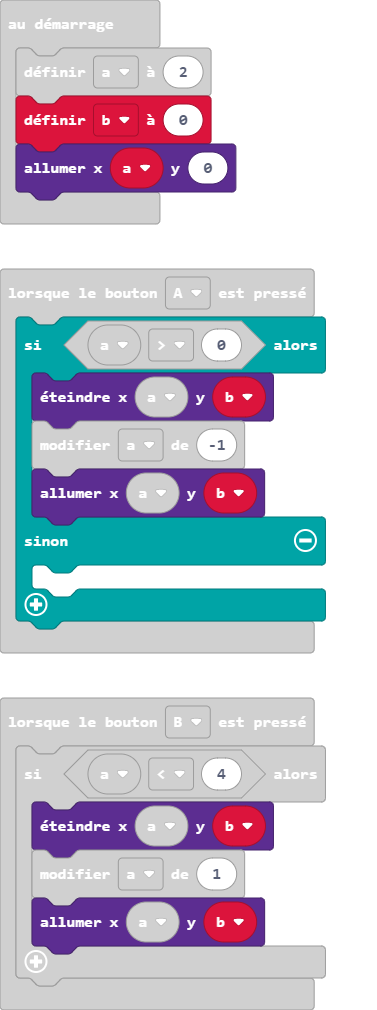 au démarrage
définir a à 2
définir b à 0
allumer x a y 0
lorsque le bouton A est pressé
si a > 0 alors
éteindre x a y b
modifier a de -1
allumer x a y b
sinon
lorsque le bouton B est pressé
si a < 4 alors
éteindre x a y b
modifier a de 1
allumer x a y b